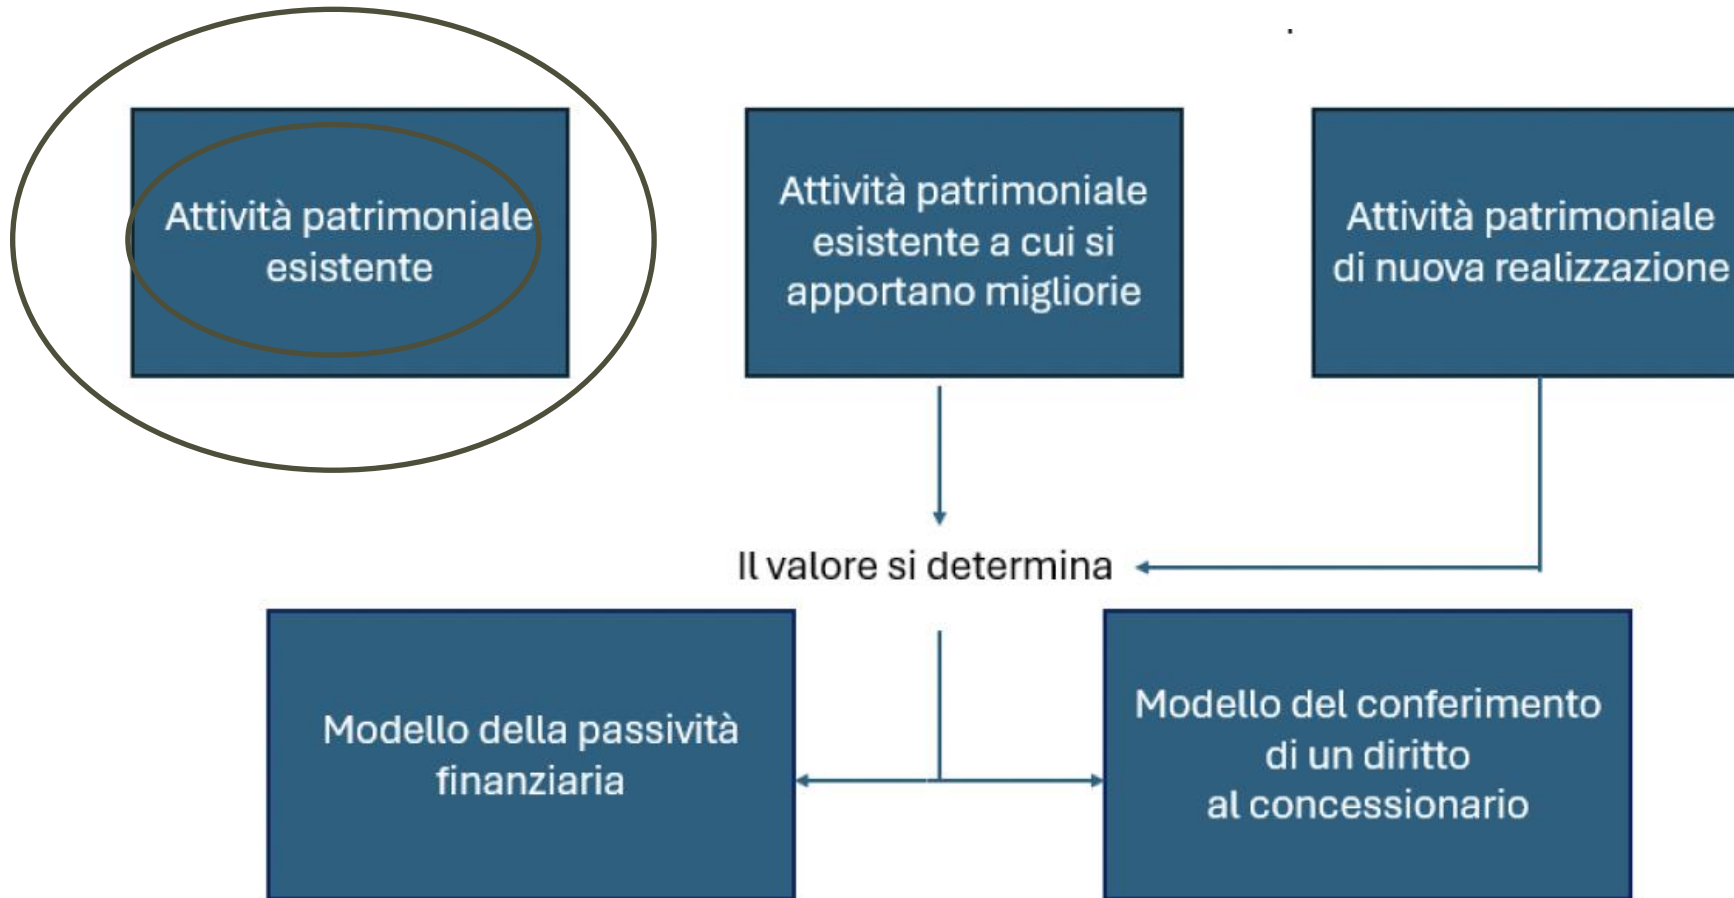 Attività patrimoniale
esistente
Attività patrimoniale
esistente a cui si
apportano migliorie
Attività patrimoniale
di nuova realizzazione
Il valore si determina
Modello della passività
finanziaria
Modello del conferimento
di un diritto
al concessionario